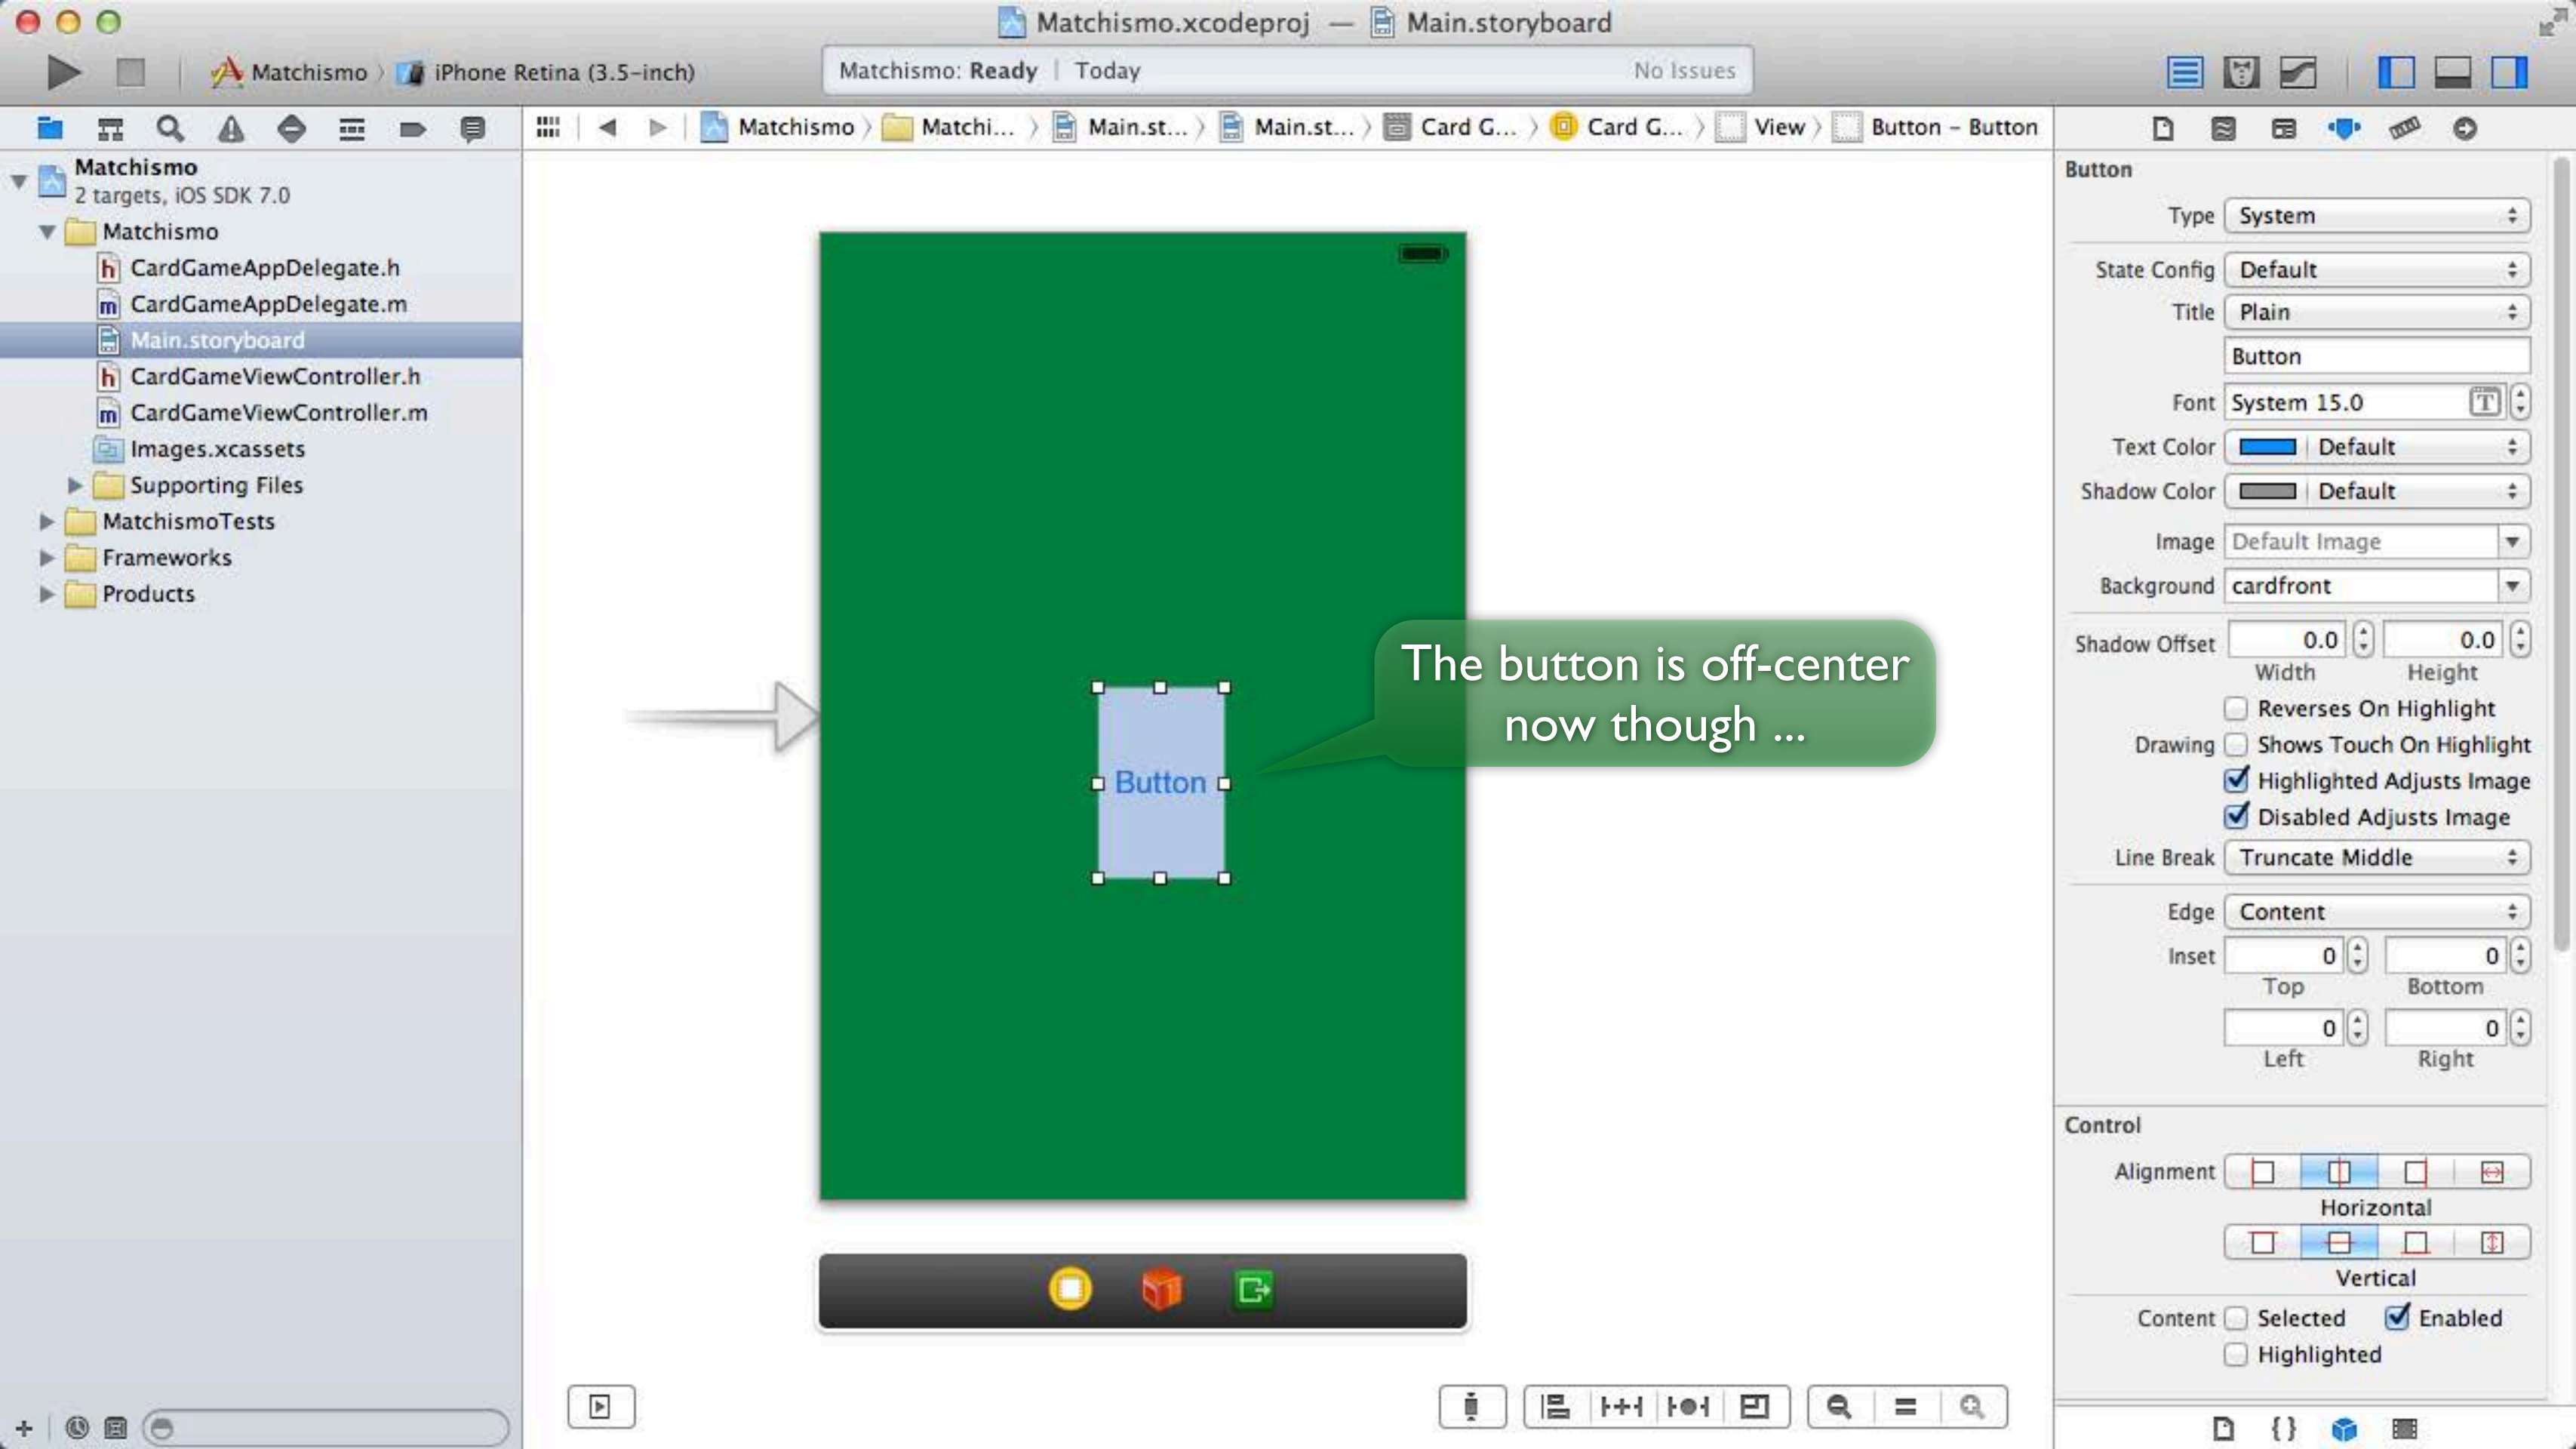 Matchismo.xcodeproj — Main.storyboard
Matchismo iPhone Retina (3.5-inch)
Matchismo: Ready | Today No Issues
Matchismo Matchi... Main.st... Main.st... Card G... Card G... View Button – Button
Matchismo
2 targets, iOS SDK 7.0
Matchismo
h CardGameAppDelegate.h
m CardGameAppDelegate.m
Main.storyboard
h CardGameViewController.h
m CardGameViewController.m
Images.xcassets
Supporting Files
MatchismoTests
Frameworks
Products
The button is off-center
now though ...
Button
Button
Type System
State Config Default
Title Plain
Button
Font System 15.0 T
Text Color Default
Shadow Color Default
Image Default Image
Background cardfront
Shadow Offset 0.0 0.0
Width Height
Reverses On Highlight
Drawing Shows Touch On Highlight
Highlighted Adjusts Image
Disabled Adjusts Image
Line Break Truncate Middle
Edge Content
Inset 0 0
Top Bottom
0 0
Left Right
Control
Alignment
Horizontal
Vertical
Content Selected Enabled
Highlighted